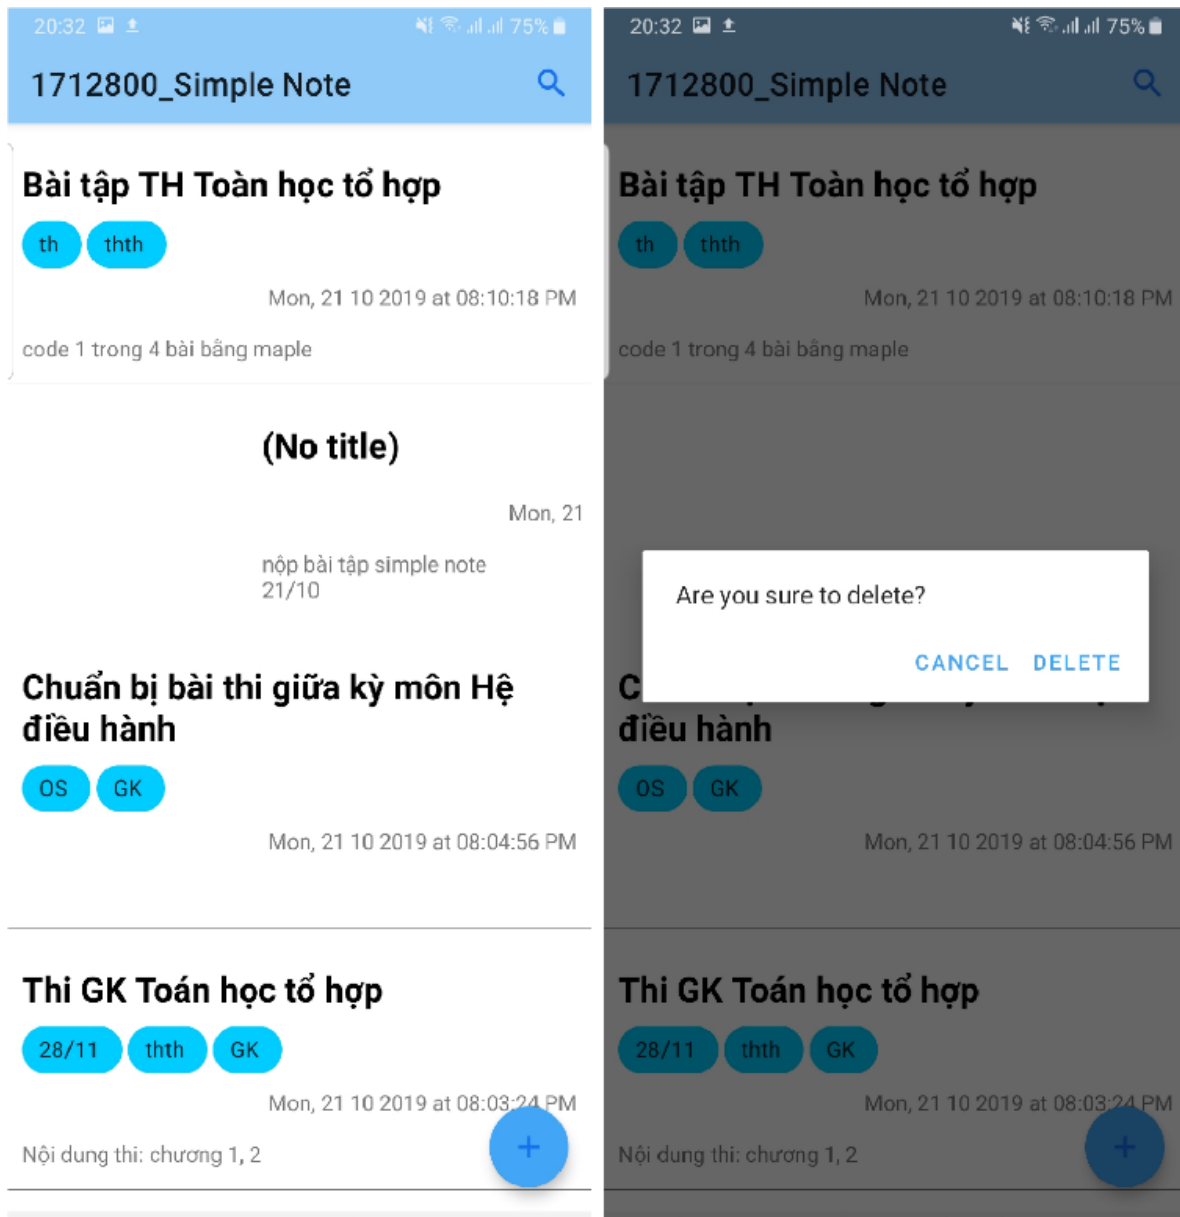 20:32
75%
1712800_Simple Note
Bài tập TH Toàn học tổ hợp
th
thth
Mon, 21 10 2019 at 08:10:18 PM
code 1 trong 4 bài bằng maple
(No title)
Mon, 21
nộp bài tập simple note
21/10
Chuẩn bị bài thi giữa kỳ môn Hệ
điều hành
OS
GK
Mon, 21 10 2019 at 08:04:56 PM
Thi GK Toán học tổ hợp
28/11
thth
GK
Mon, 21 10 2019 at 08:03:24 PM
Nội dung thi: chương 1, 2
+
20:32
75%
1712800_Simple Note
Bài tập TH Toàn học tổ hợp
th
thth
Mon, 21 10 2019 at 08:10:18 PM
code 1 trong 4 bài bằng maple
Are you sure to delete?
CANCEL
DELETE
điều hành
OS
GK
Mon, 21 10 2019 at 08:04:56 PM
Thi GK Toán học tổ hợp
28/11
thth
GK
Mon, 21 10 2019 at 08:03:24 PM
Nội dung thi: chương 1, 2
+